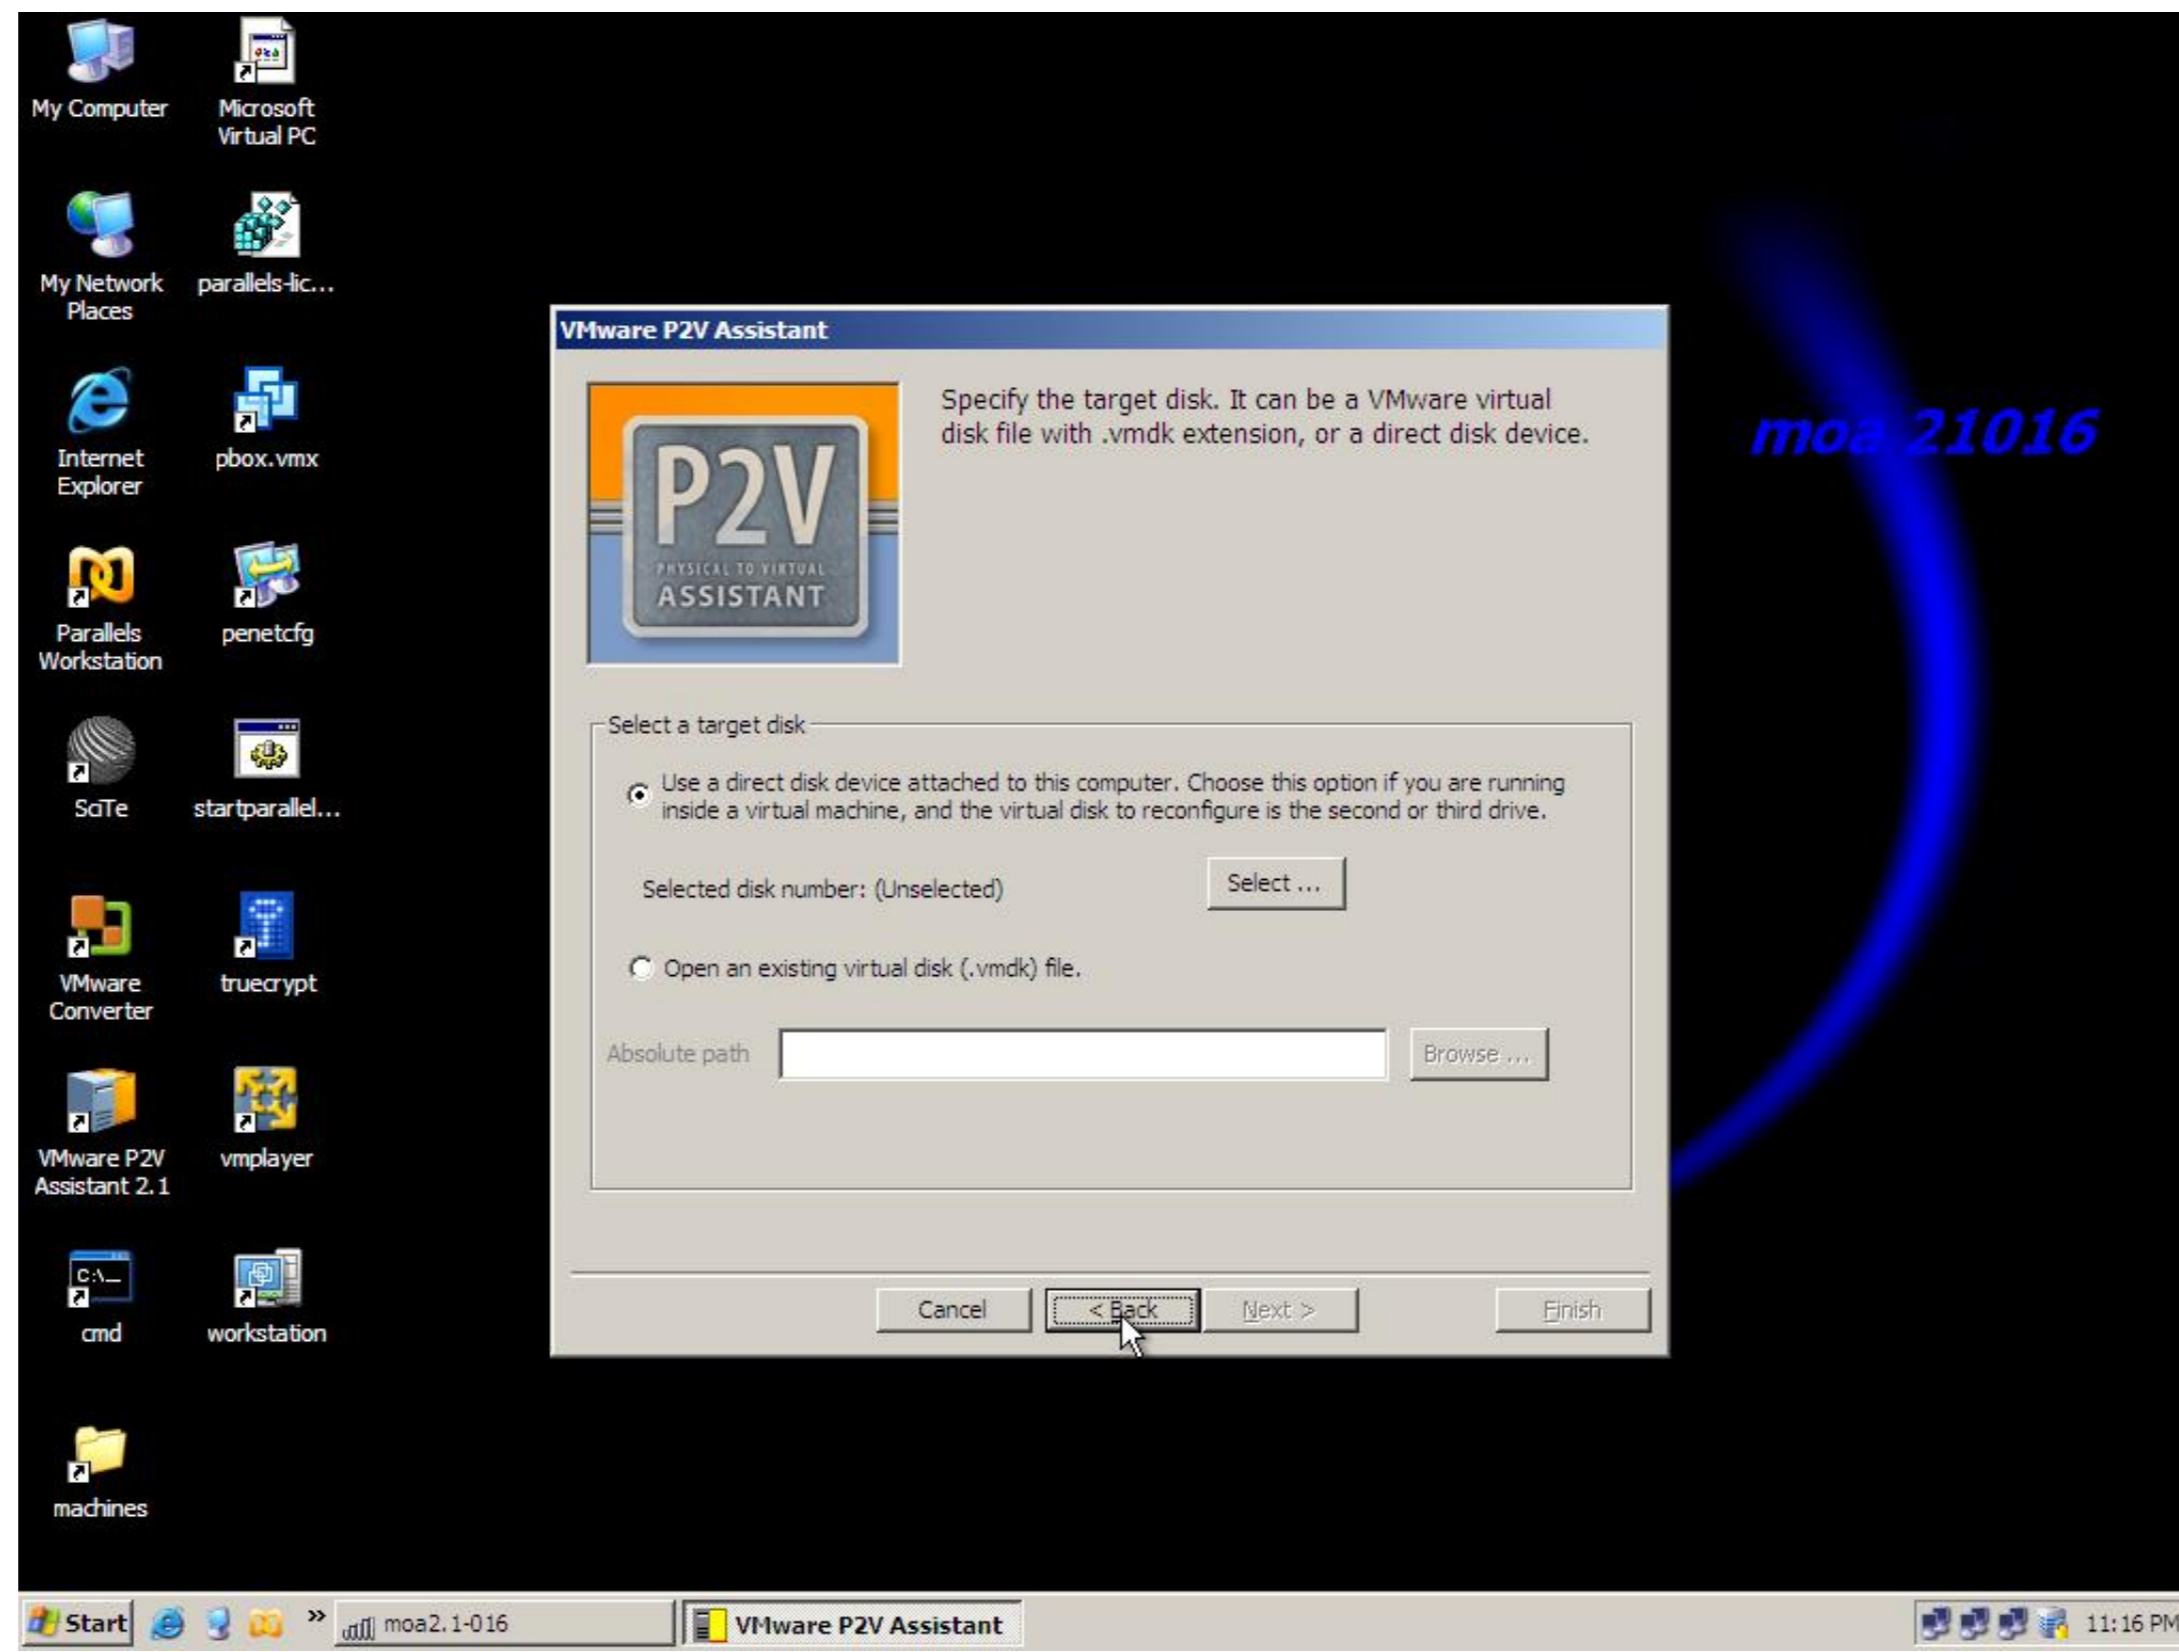 My Computer
Microsoft
Virtual PC
My Network
Places
parallels-lic...
Internet
Explorer
pbox.vmx
Parallels
Workstation
penetcfg
SciTe
startparallel...
VMware
Converter
truecrypt
VMware P2V
Assistant 2.1
vmplayer
C:\_
cmd
workstation
machines
moa 21016
VMware P2V Assistant
P2V
PHYSICAL TO VIRTUAL
ASSISTANT
Specify the target disk. It can be a VMware virtual
disk file with .vmdk extension, or a direct disk device.
Select a target disk
Use a direct disk device attached to this computer. Choose this option if you are running
inside a virtual machine, and the virtual disk to reconfigure is the second or third drive.
Selected disk number: (Unselected)
Select ...
Open an existing virtual disk (.vmdk) file.
Absolute path
Browse ...
Cancel
< Back
Next >
Finish
Start
»
moa2.1-016
VMware P2V Assistant
11:16 PM